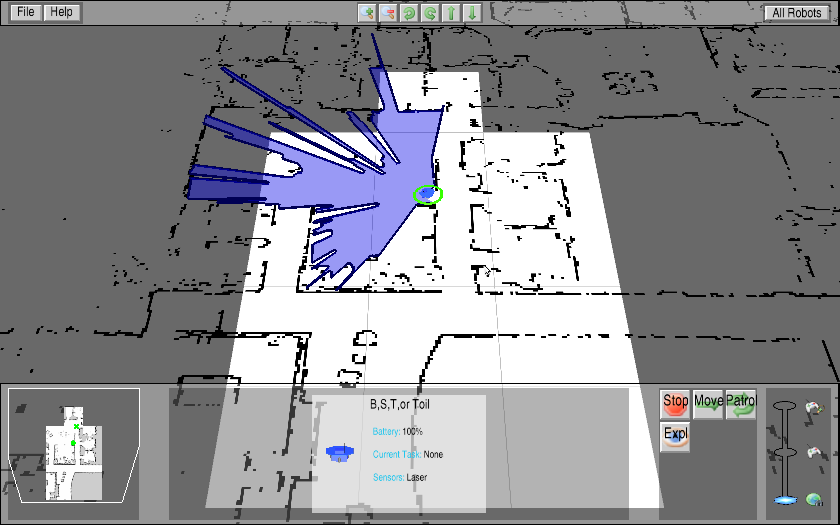 File Help All Robots
B,S,T,or Toil
Battery: 100%
Current Task: None
Sensors: Laser
Stop Move Patrol
Expl